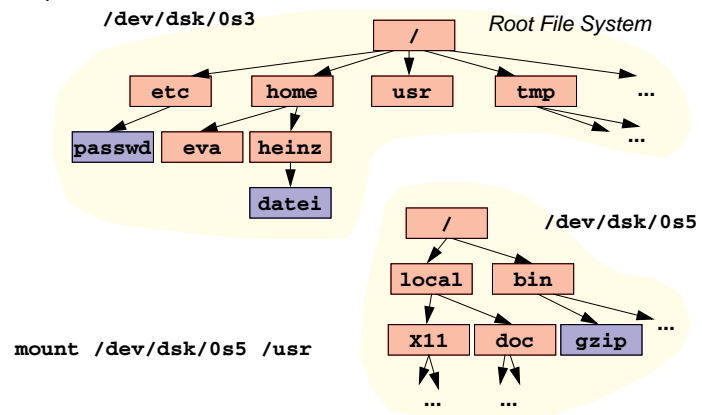 /dev/dsk/0s3
/
Root File System
etc
home
usr
tmp
...
passwd
eva
heinz
...
datei
/
/dev/dsk/0s5
local
bin
X11
doc
gzip
...
mount /dev/dsk/0s5 /usr
...
...